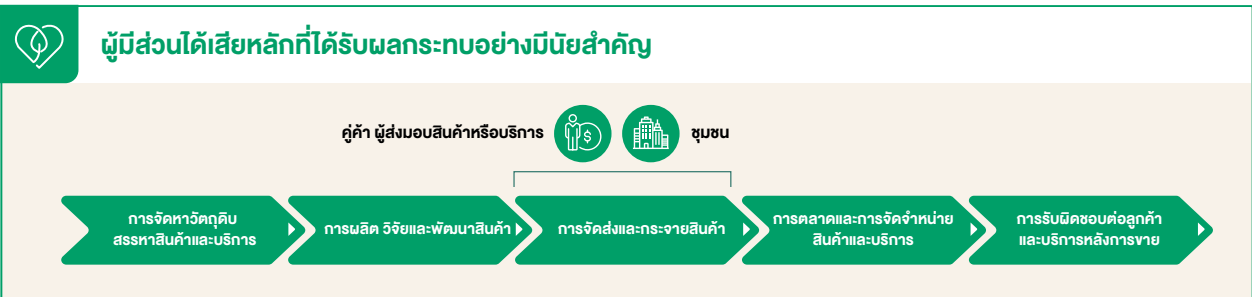 ผู้มีส่วนได้เสียหลักที่ได้รับผลกระทบอย่างมีนัยสำคัญ
คู่ค้า ผู้ส่งมอบสินค้าหรือบริการ
ชุมชน
การจัดหาวัตถุดิบ
สรรหาสินค้าและบริการ
การผลิต วิจัยและพัฒนาสินค้า
การจัดส่งและกระจายสินค้า
การตลาดและการจัดจำหน่าย
สินค้าและบริการ
การรับผิดชอบต่อลูกค้า
และบริการหลังการขาย